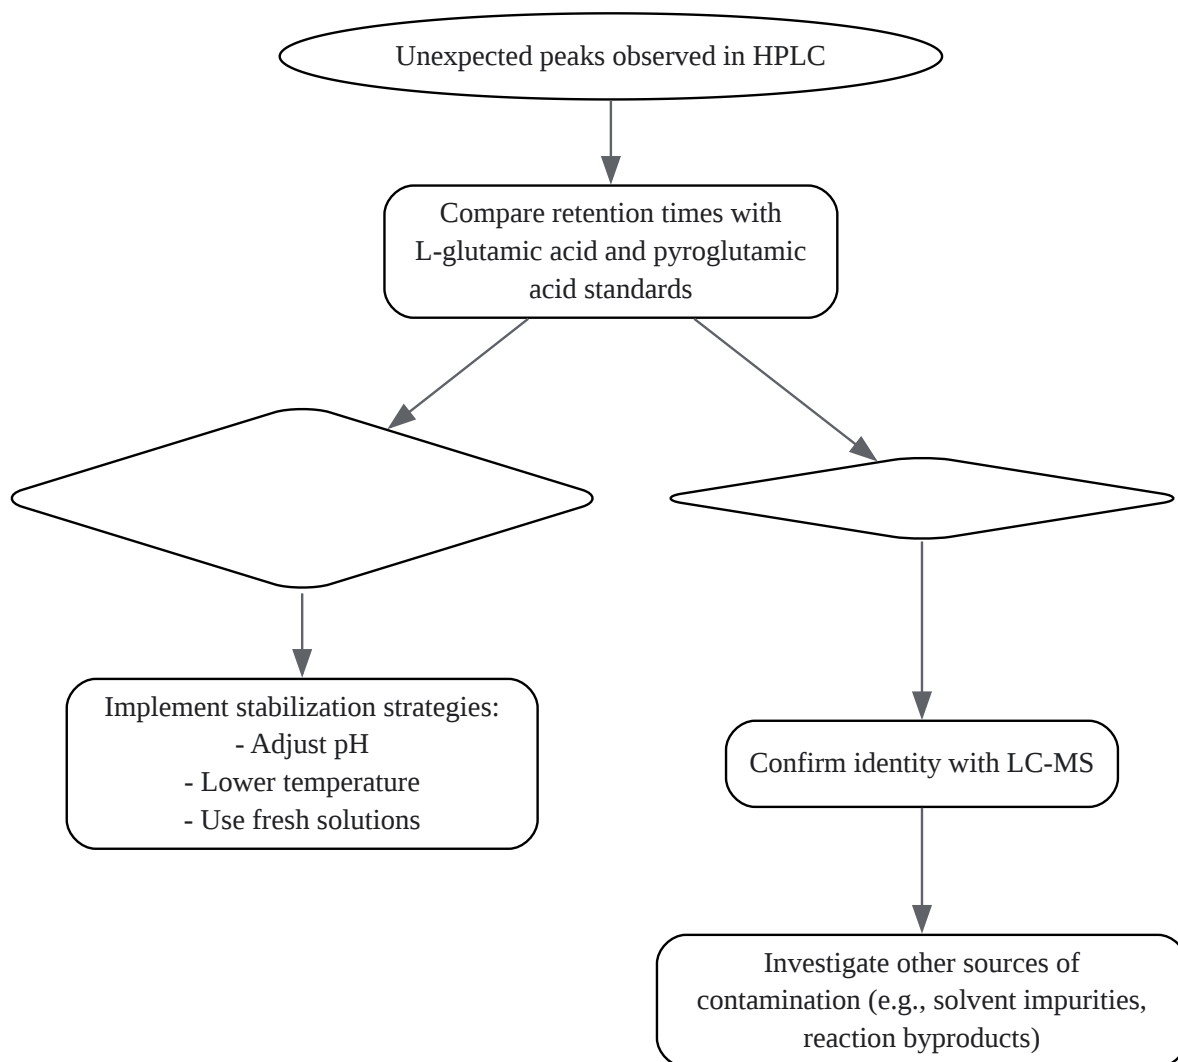 Unexpected peaks observed in HPLC
Compare retention times with
L-glutamic acid and pyroglutamic
acid standards
Implement stabilization strategies:
- Adjust pH
- Lower temperature
- Use fresh solutions
Confirm identity with LC-MS
Investigate other sources of
contamination (e.g., solvent impurities,
reaction byproducts)